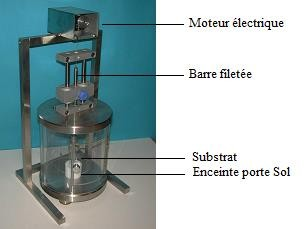 Moteur électrique
Barre filetée
Substrat
Enceinte porte Sol